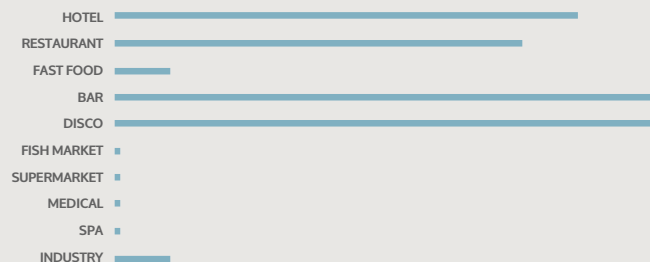 HOTEL
RESTAURANT
FAST FOOD
BAR
DISCO
FISH MARKET
SUPERMARKET
MEDICAL
SPA
INDUSTRY